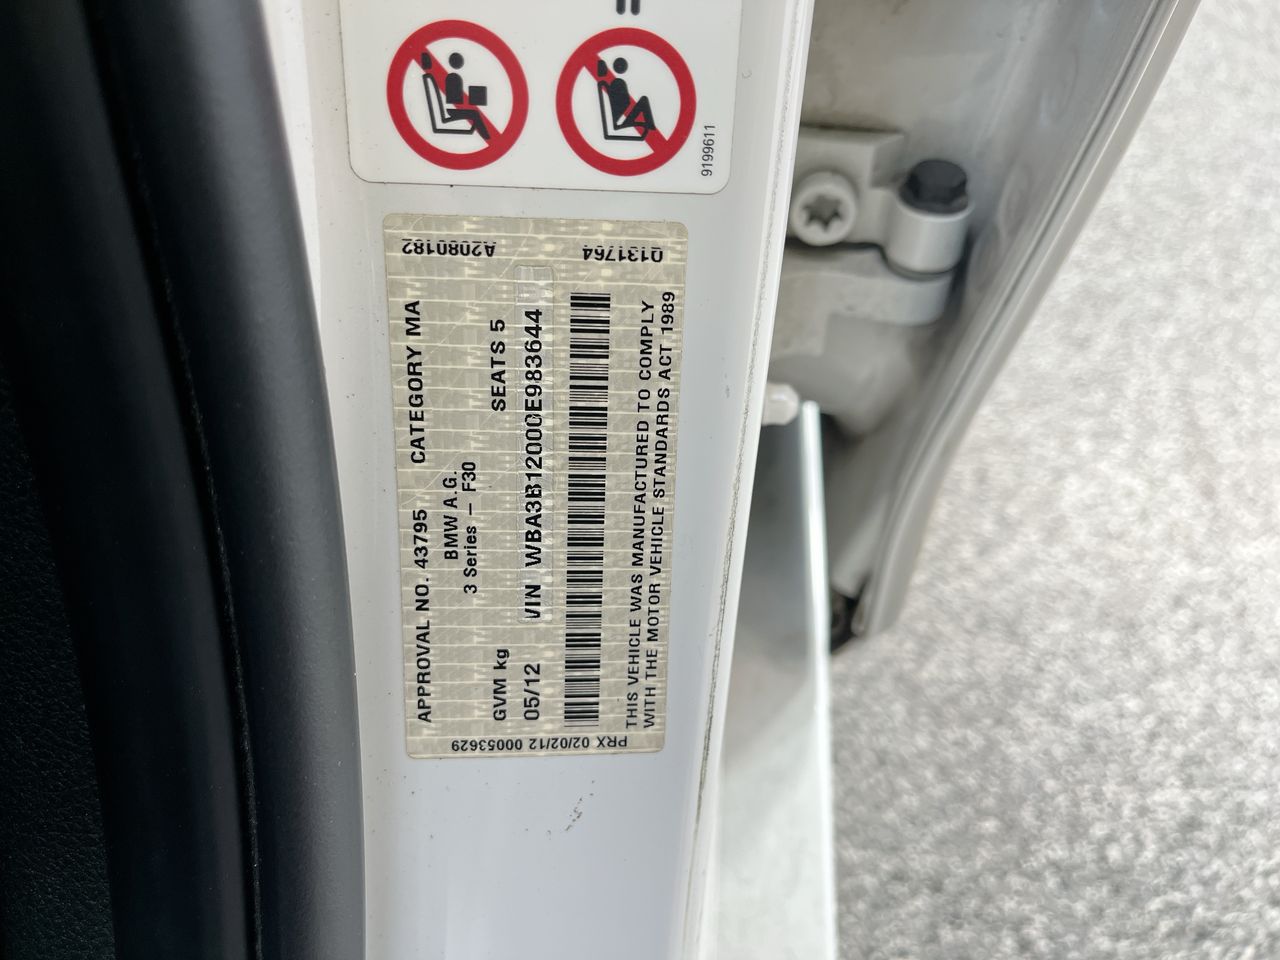 9199611
A2080182
APPROVAL NO. 43795 CATEGORY MA
BMW A.G.
3 Series – F30
GVM kg SEATS 5
05/12 VIN WBA3B12000E983644
THIS VEHICLE WAS MANUFACTURED TO COMPLY
WITH THE MOTOR VEHICLE STANDARDS ACT 1989
PRX 02/02/12 00053629